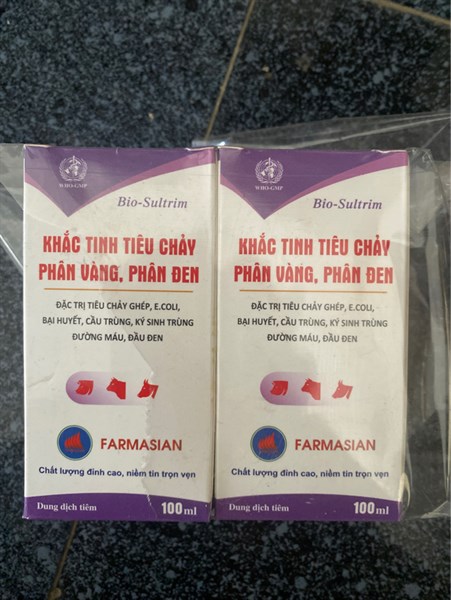 WHO-GMP
Bio-Sultrim
KHẮC TINH TIÊU CHẢY
PHÂN VÀNG, PHÂN ĐEN
ĐẶC TRỊ TIÊU CHẢY GHÉP, E.COLI,
BẠI HUYẾT, CẦU TRÙNG, KÝ SINH TRÙNG
ĐƯỜNG MÁU, ĐẦU ĐEN
FARMASIAN
Chất lượng đỉnh cao, niềm tin trọn vẹn
Dung dịch tiêm 100ml
WHO-GMP
Bio-Sultrim
KHẮC TINH TIÊU CHẢY
PHÂN VÀNG, PHÂN ĐEN
ĐẶC TRỊ TIÊU CHẢY GHÉP, E.COLI,
BẠI HUYẾT, CẦU TRÙNG, KÝ SINH TRÙNG
ĐƯỜNG MÁU, ĐẦU ĐEN
FARMASIAN
Chất lượng đỉnh cao, niềm tin trọn vẹn
Dung dịch tiêm 100ml